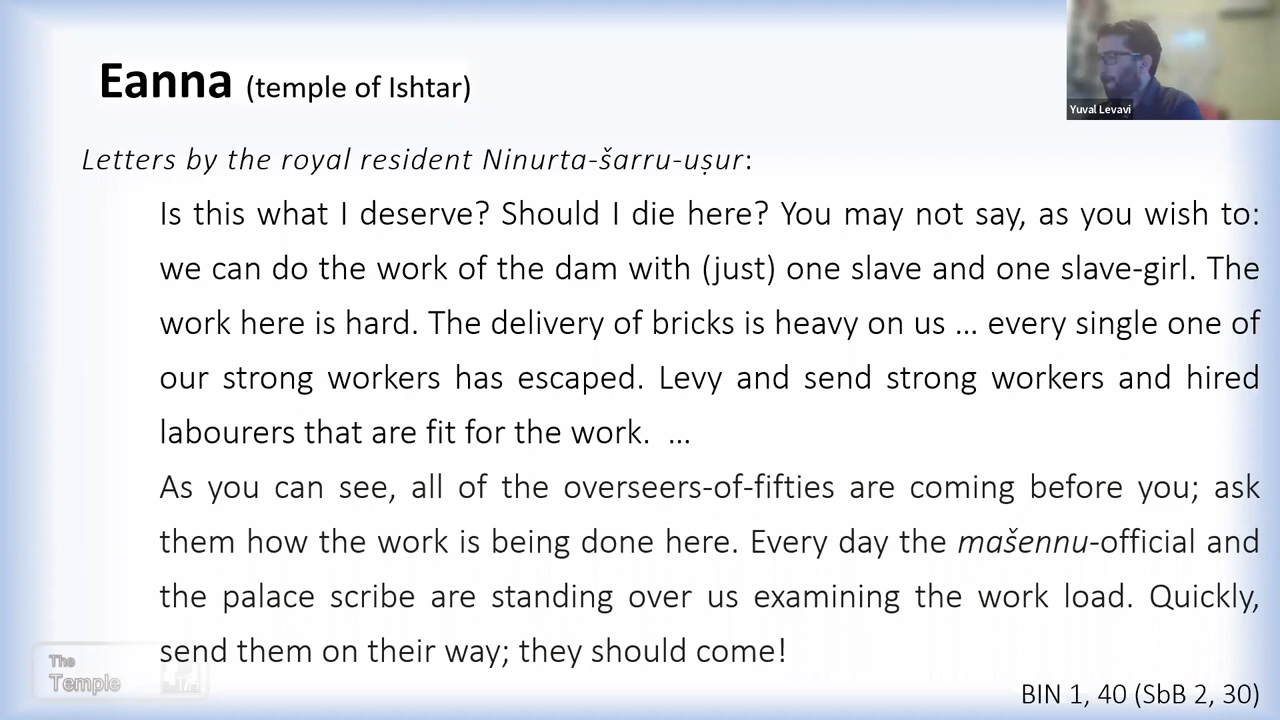 Eanna (temple of Ishtar)
Yuval Levavi
Letters by the royal resident Ninurta-šarru-uṣur:
Is this what I deserve? Should I die here? You may not say, as you wish to:
we can do the work of the dam with (just) one slave and one slave-girl. The
work here is hard. The delivery of bricks is heavy on us … every single one of
our strong workers has escaped. Levy and send strong workers and hired
labourers that are fit for the work. …
As you can see, all of the overseers-of-fifties are coming before you; ask
them how the work is being done here. Every day the mašennu-official and
the palace scribe are standing over us examining the work load. Quickly,
send them on their way; they should come!
The
Temple
BIN 1, 40 (SbB 2, 30)